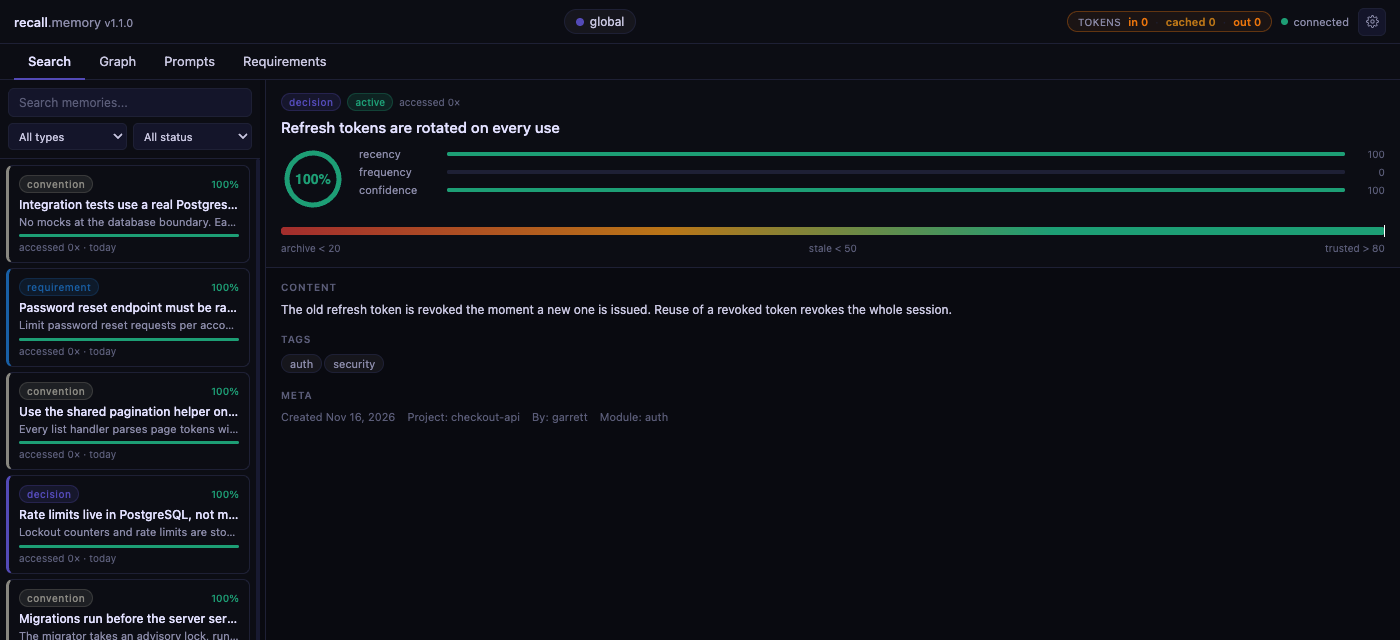 recall.memory v1.1.0
global
TOKENS in 0 cached 0 out 0
connected
Search Graph Prompts Requirements
Search memories...
All types All status
convention 100%
Integration tests use a real Postgres...
No mocks at the database boundary. Ea...
accessed 0× · today
requirement 100%
Password reset endpoint must be ra...
Limit password reset requests per acco...
accessed 0× · today
convention 100%
Use the shared pagination helper on...
Every list handler parses page tokens wi...
accessed 0× · today
decision 100%
Rate limits live in PostgreSQL, not m...
Lockout counters and rate limits are sto...
accessed 0× · today
convention 100%
Migrations run before the server ser...
The migrator takes an advisory lock, run...
decision active accessed 0×
Refresh tokens are rotated on every use
100%
recency 100
frequency 0
confidence 100
archive < 20 stale < 50 trusted > 80
CONTENT
The old refresh token is revoked the moment a new one is issued. Reuse of a revoked token revokes the whole session.
TAGS
auth security
META
Created Nov 16, 2026 Project: checkout-api By: garrett Module: auth